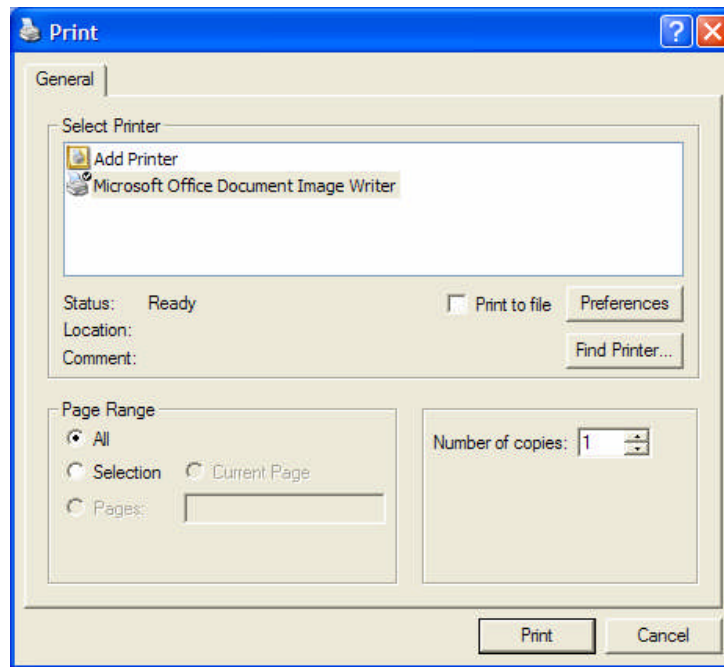 Print
General
Select Printer
Add Printer
Microsoft Office Document Image Writer
Status: Ready
Print to file
Preferences
Location:
Comment:
Find Printer...
Page Range
All
Selection
Current Page
Pages:
Number of copies: 1
Print
Cancel